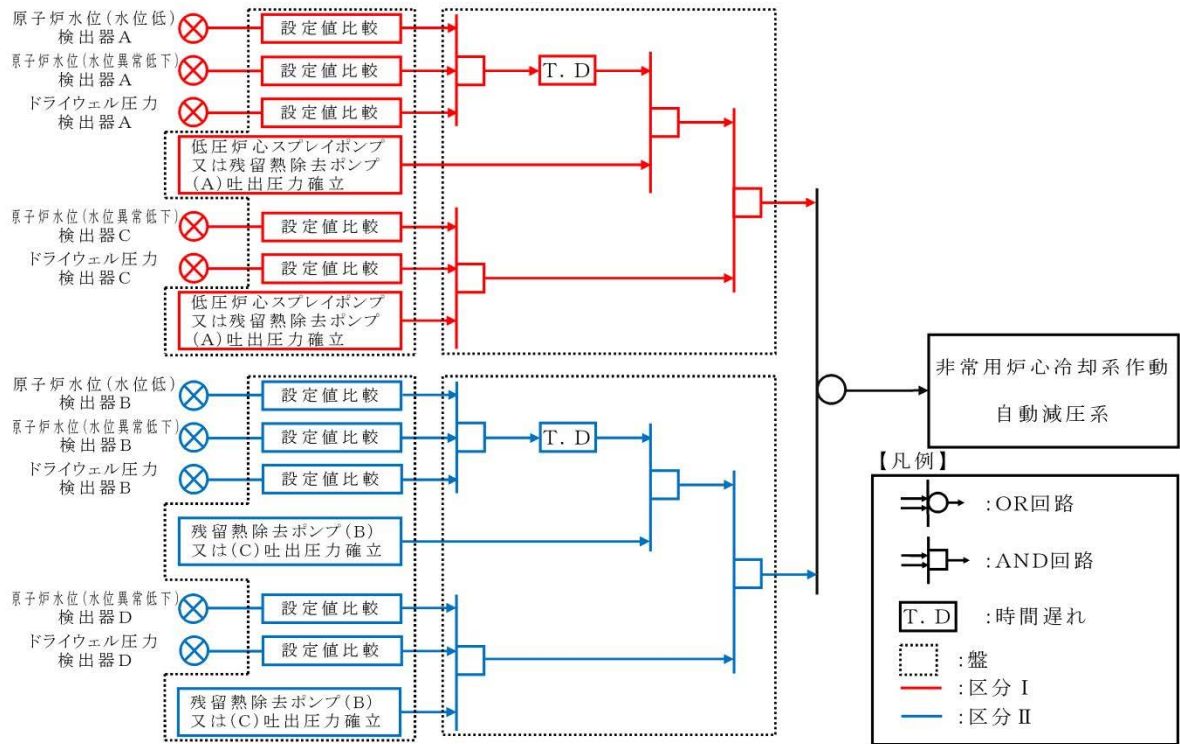 原子炉水位(水位低)
検出器A
設定値比較
原子炉水位(水位異常低下)
検出器A
設定値比較
T. D
ドライウェル圧力
検出器A
設定値比較
低圧炉心スプレイポンプ
又は残留熱除去ポンプ
(A)吐出圧力確立
原子炉水位(水位異常低下)
検出器C
設定値比較
ドライウェル圧力
検出器C
設定値比較
低圧炉心スプレイポンプ
又は残留熱除去ポンプ
(A)吐出圧力確立
原子炉水位(水位低)
検出器B
設定値比較
原子炉水位(水位異常低下)
検出器B
設定値比較
T. D
ドライウェル圧力
検出器B
設定値比較
残留熱除去ポンプ(B)
又は(C)吐出圧力確立
原子炉水位(水位異常低下)
検出器D
設定値比較
ドライウェル圧力
検出器D
設定値比較
残留熱除去ポンプ(B)
又は(C)吐出圧力確立
非常用炉心冷却系作動
自動減圧系
【凡例】
:OR回路
:AND回路
T. D :時間遅れ
:盤
:区分Ⅰ
:区分Ⅱ